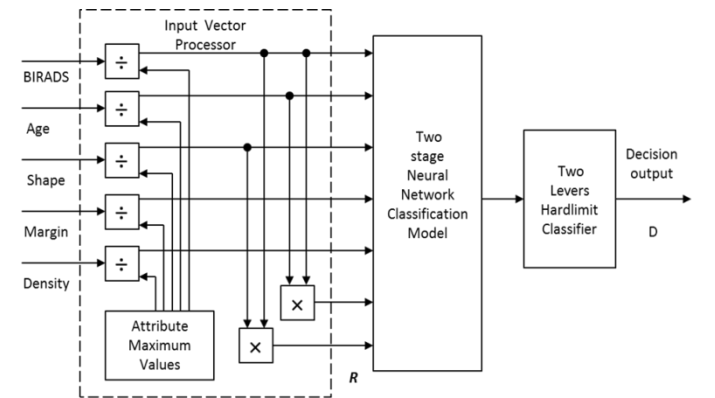 Input Vector
Processor
BIRADS
÷
Age
÷
Shape
÷
Margin
÷
Density
÷
Attribute
Maximum
Values
×
×
R
Two
stage
Neural
Network
Classification
Model
Two
Levers
Hardlimit
Classifier
Decision
output
D